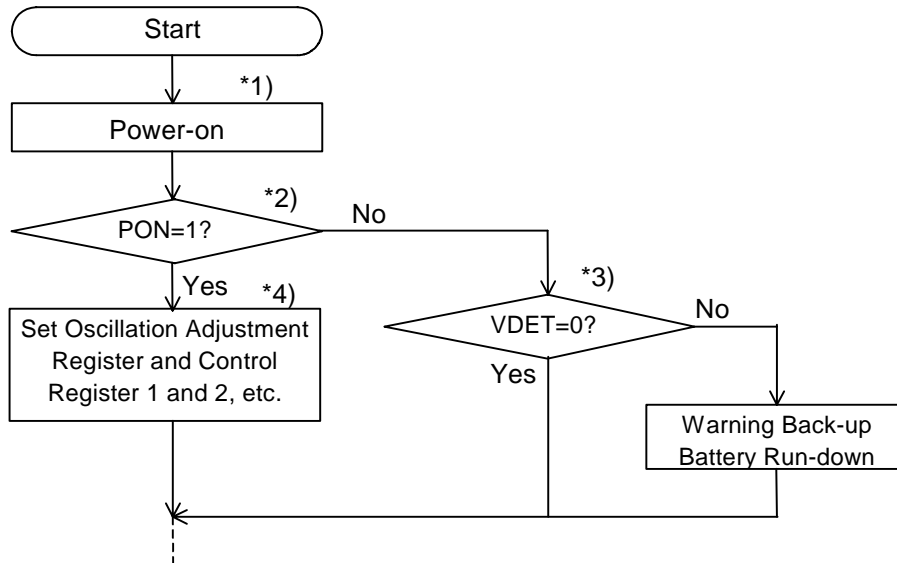 Start
*1)
Power-on
*2)
PON=1?
No
Yes
*4)
Set Oscillation Adjustment
Register and Control
Register 1 and 2, etc.
*3)
VDET=0?
No
Yes
Warning Back-up
Battery Run-down